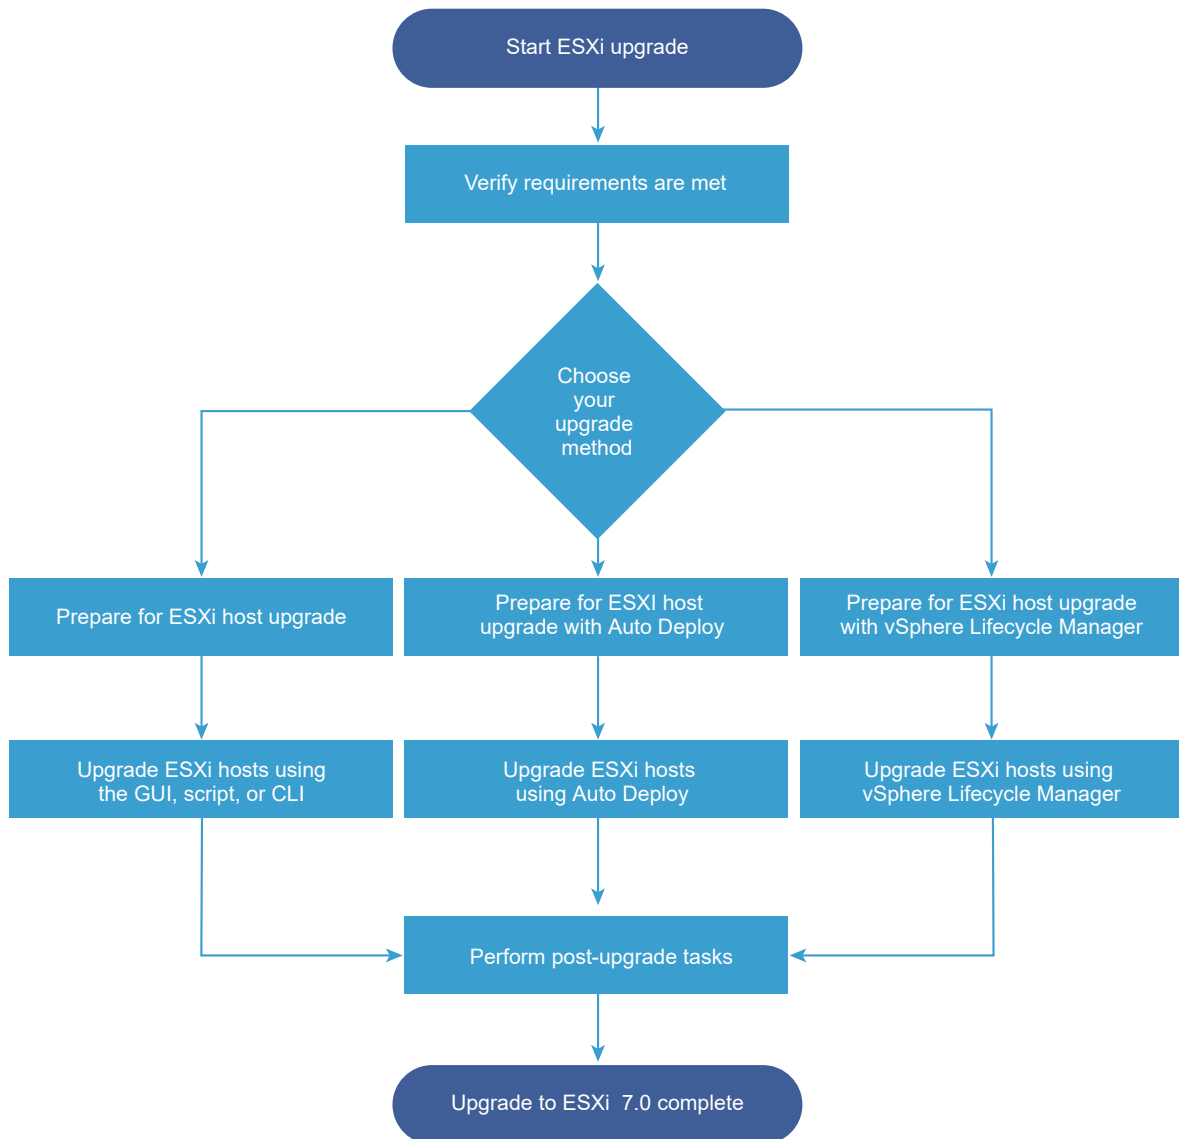 Start ESXi upgrade
Verify requirements are met
Choose
your
upgrade
method
Prepare for ESXi host upgrade
Prepare for ESXI host
upgrade with Auto Deploy
Prepare for ESXi host upgrade
with vSphere Lifecycle Manager
Upgrade ESXi hosts using
the GUI, script, or CLI
Upgrade ESXi hosts
using Auto Deploy
Upgrade ESXi hosts using
vSphere Lifecycle Manager
Perform post-upgrade tasks
Upgrade to ESXi  7.0 complete